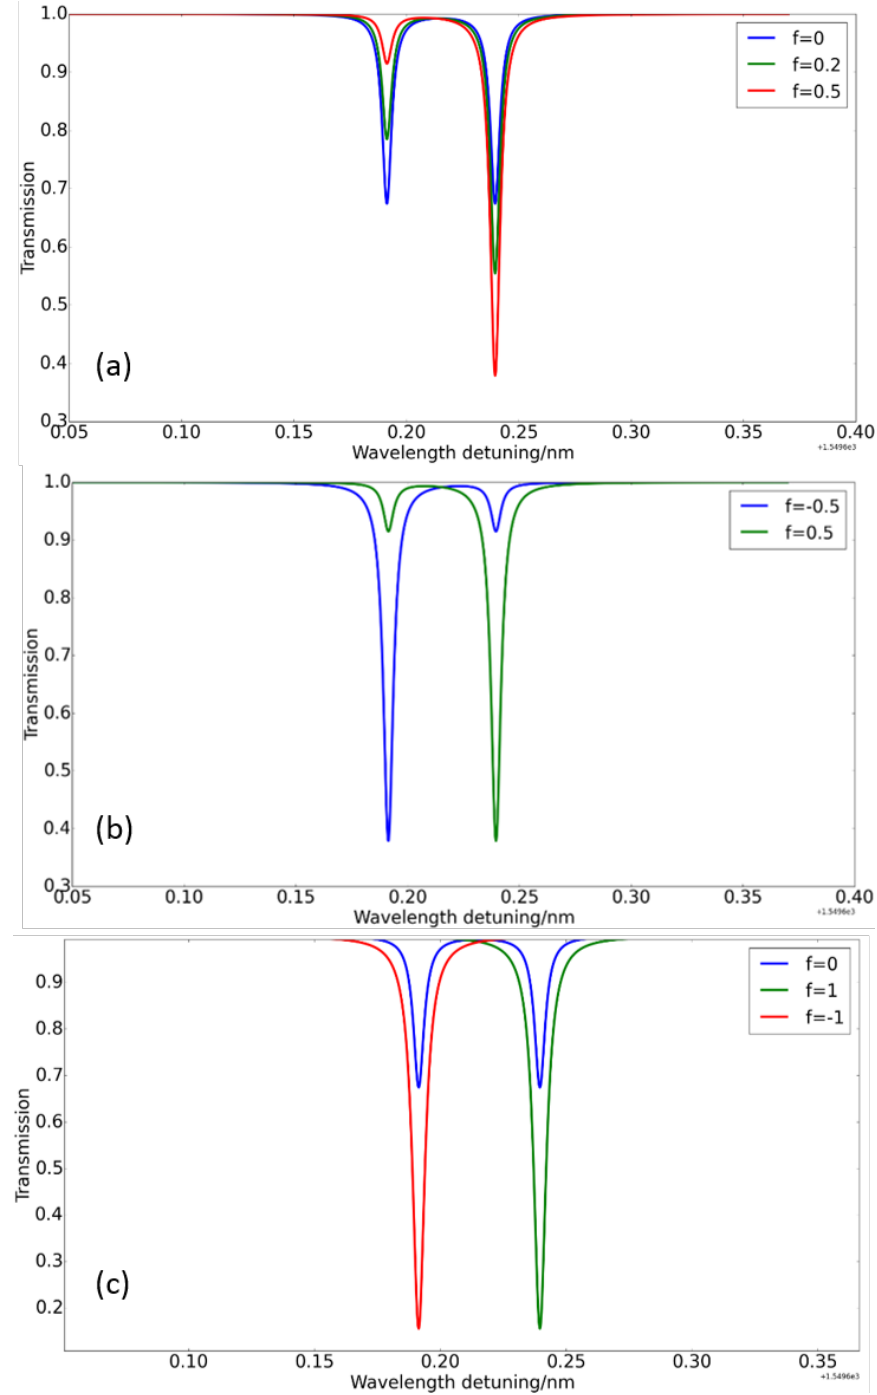 1.0
0.9
0.8
0.7
0.6
0.5
0.4
0.3
Transmission
f=0
f=0.2
f=0.5
(a)
0.05 0.10 0.15 0.20 0.25 0.30 0.35 0.40
Wavelength detuning/nm
+1.5496e3
1.0
0.9
0.8
0.7
0.6
0.5
0.4
0.3
Transmission
f=-0.5
f=0.5
(b)
0.05 0.10 0.15 0.20 0.25 0.30 0.35 0.40
Wavelength detuning/nm
+1.5496e3
0.9
0.8
0.7
0.6
0.5
0.4
0.3
0.2
Transmission
f=0
f=1
f=-1
(c)
0.10 0.15 0.20 0.25 0.30 0.35
Wavelength detuning/nm
+1.5496e3